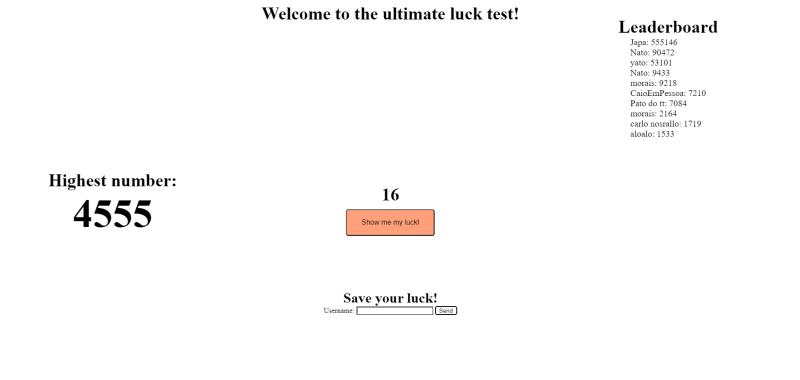 Welcome to the ultimate luck test!
Leaderboard
Japa: 555146
Nato: 90472
yato: 53101
Nato: 9433
morais: 9218
CaioEmPessoa: 7210
Pato do tt: 7084
morais: 2164
carlo nosrallo: 1719
aloalo: 1533
Highest number:
4555
16
Show me my luck!
Save your luck!
Username: Send